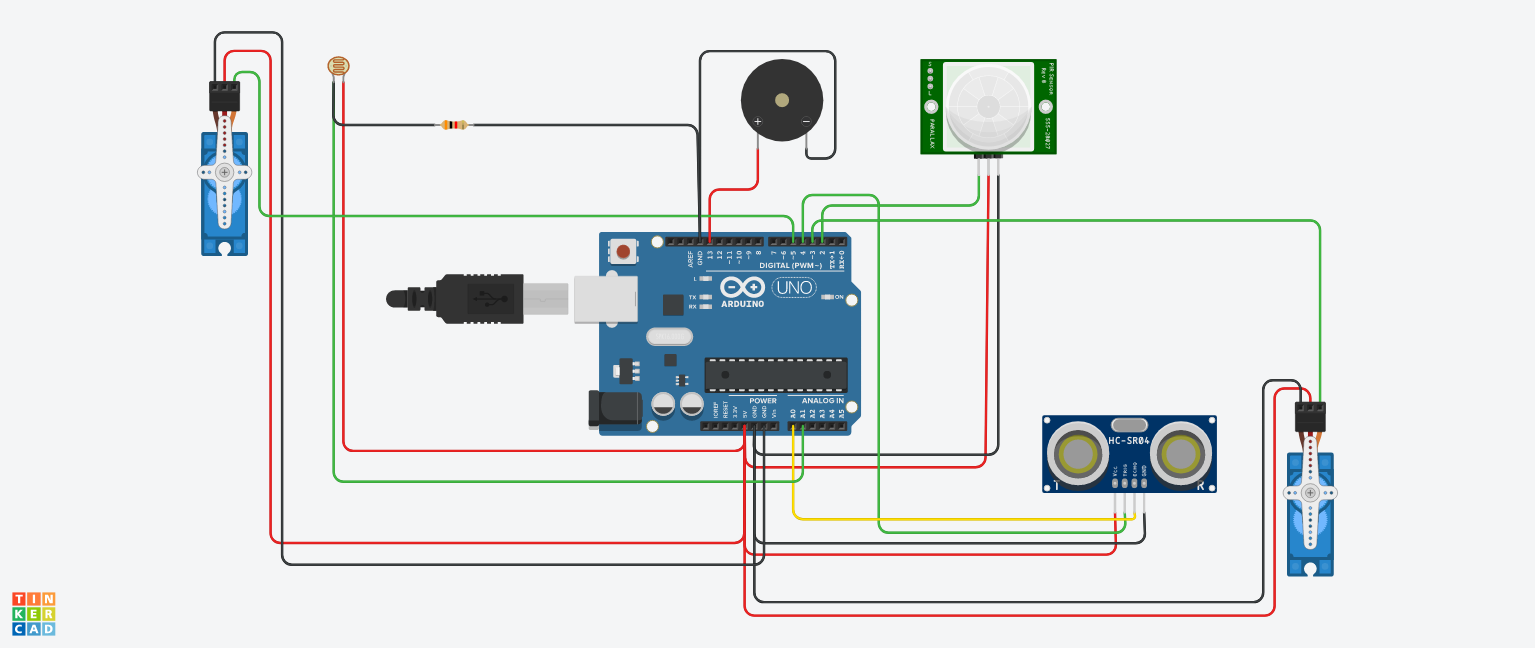 PIR Sensor
Rev B
PARALLAX
555-28027
+
−
AREF
GND
13
12
~11
~10
~9
8
7
~6
~5
4
~3
2
TX→1
RX←0
DIGITAL (PWM~)
L
TX
RX
UNO
ON
ARDUINO
POWER
ANALOG IN
IOREF
RESET
3.3V
5V
GND
GND
Vin
A0
A1
A2
A3
A4
A5
HC-SR04
Vcc
TRIG
ECHO
GND
T
R
TIN
KER
CAD